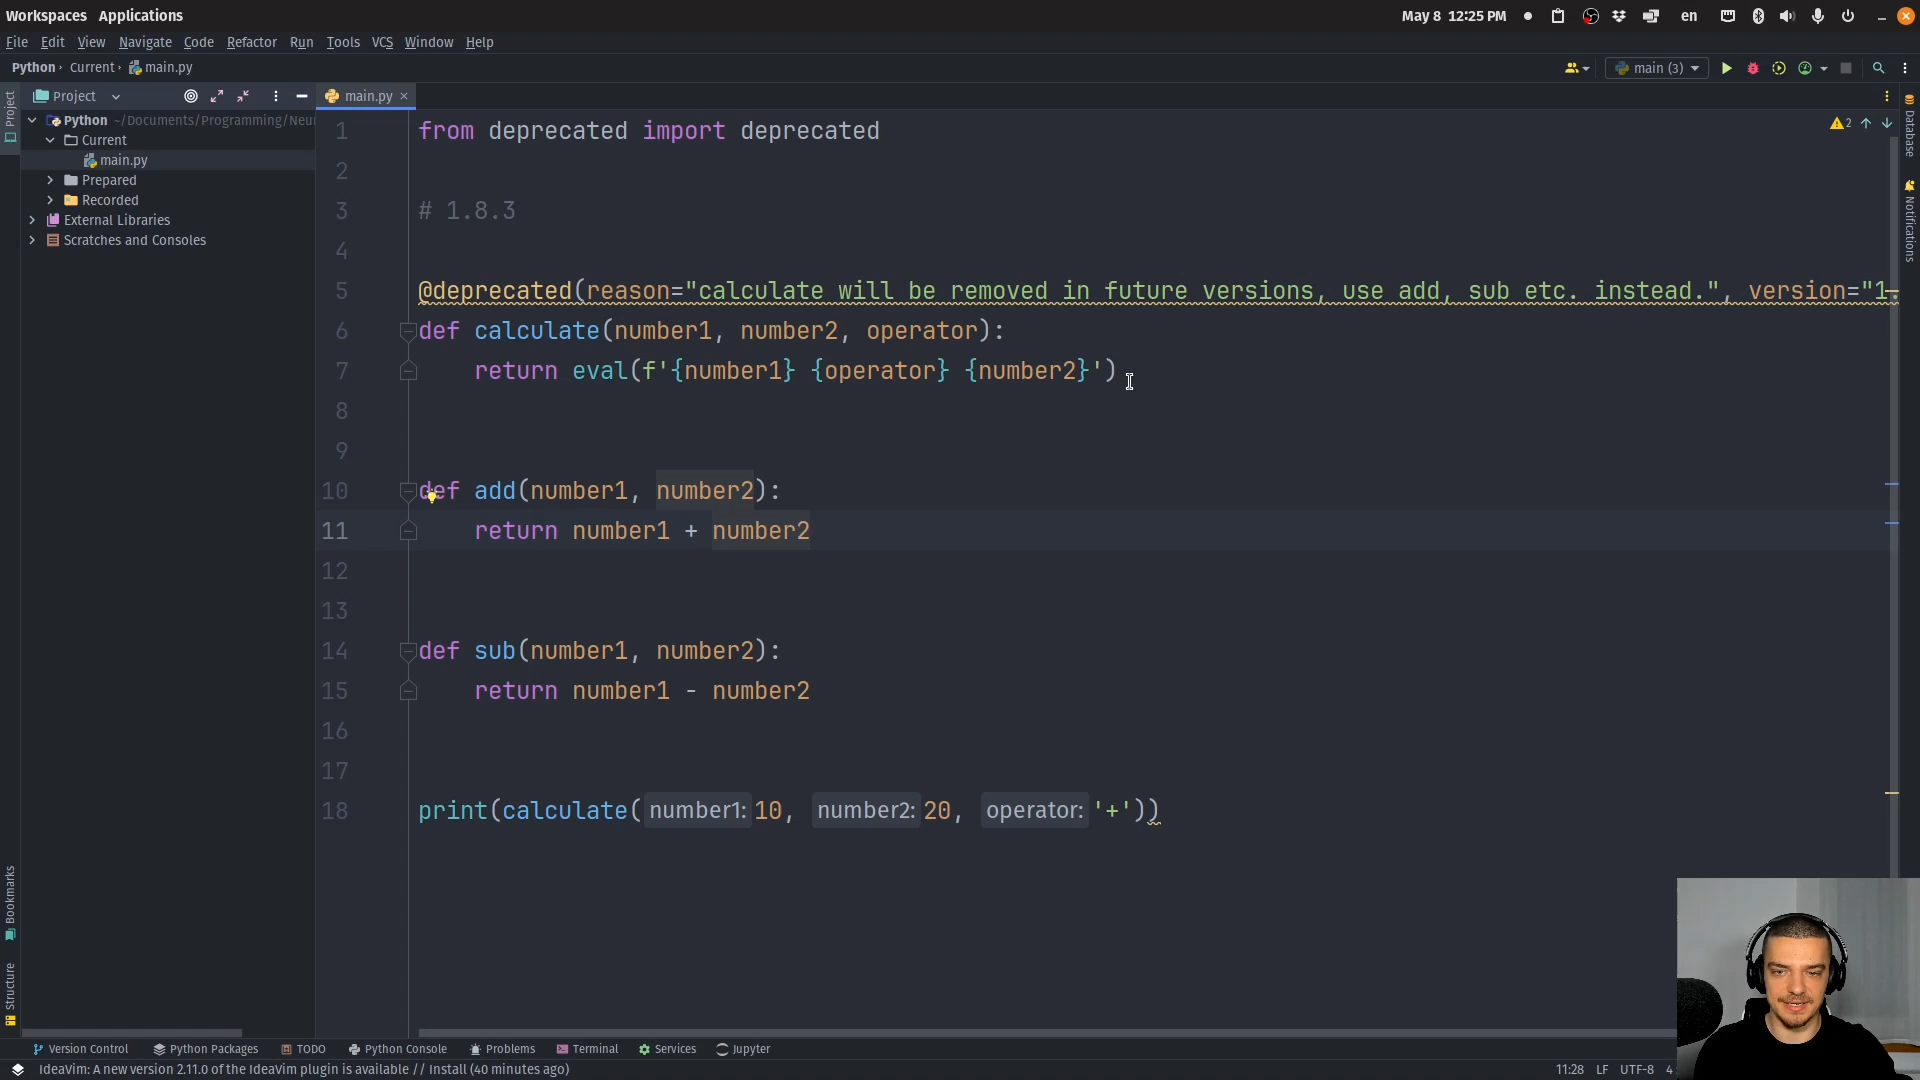 Workspaces Applications
May 8 12:25 PM
en
File Edit View Navigate Code Refactor Run Tools VCS Window Help
Python Current main.py
main (3)
Project
main.py
Python ~/Documents/Programming/Neur
Current
main.py
Prepared
Recorded
External Libraries
Scratches and Consoles
Project
Bookmarks
Structure
2
1 from deprecated import deprecated
2
3 # 1.8.3
4
5 @deprecated(reason="calculate will be removed in future versions, use add, sub etc. instead.", version="1.
6 def calculate(number1, number2, operator):
7 return eval(f'{number1} {operator} {number2}')
8
9
10 def add(number1, number2):
11 return number1 + number2
12
13
14 def sub(number1, number2):
15 return number1 - number2
16
17
18 print(calculate( number1: 10, number2: 20, operator: '+'))
Database
Notifications
Version Control Python Packages TODO Python Console Problems Terminal Services Jupyter
IdeaVim: A new version 2.11.0 of the IdeaVim plugin is available // Install (40 minutes ago)
11:28 LF UTF-8 4